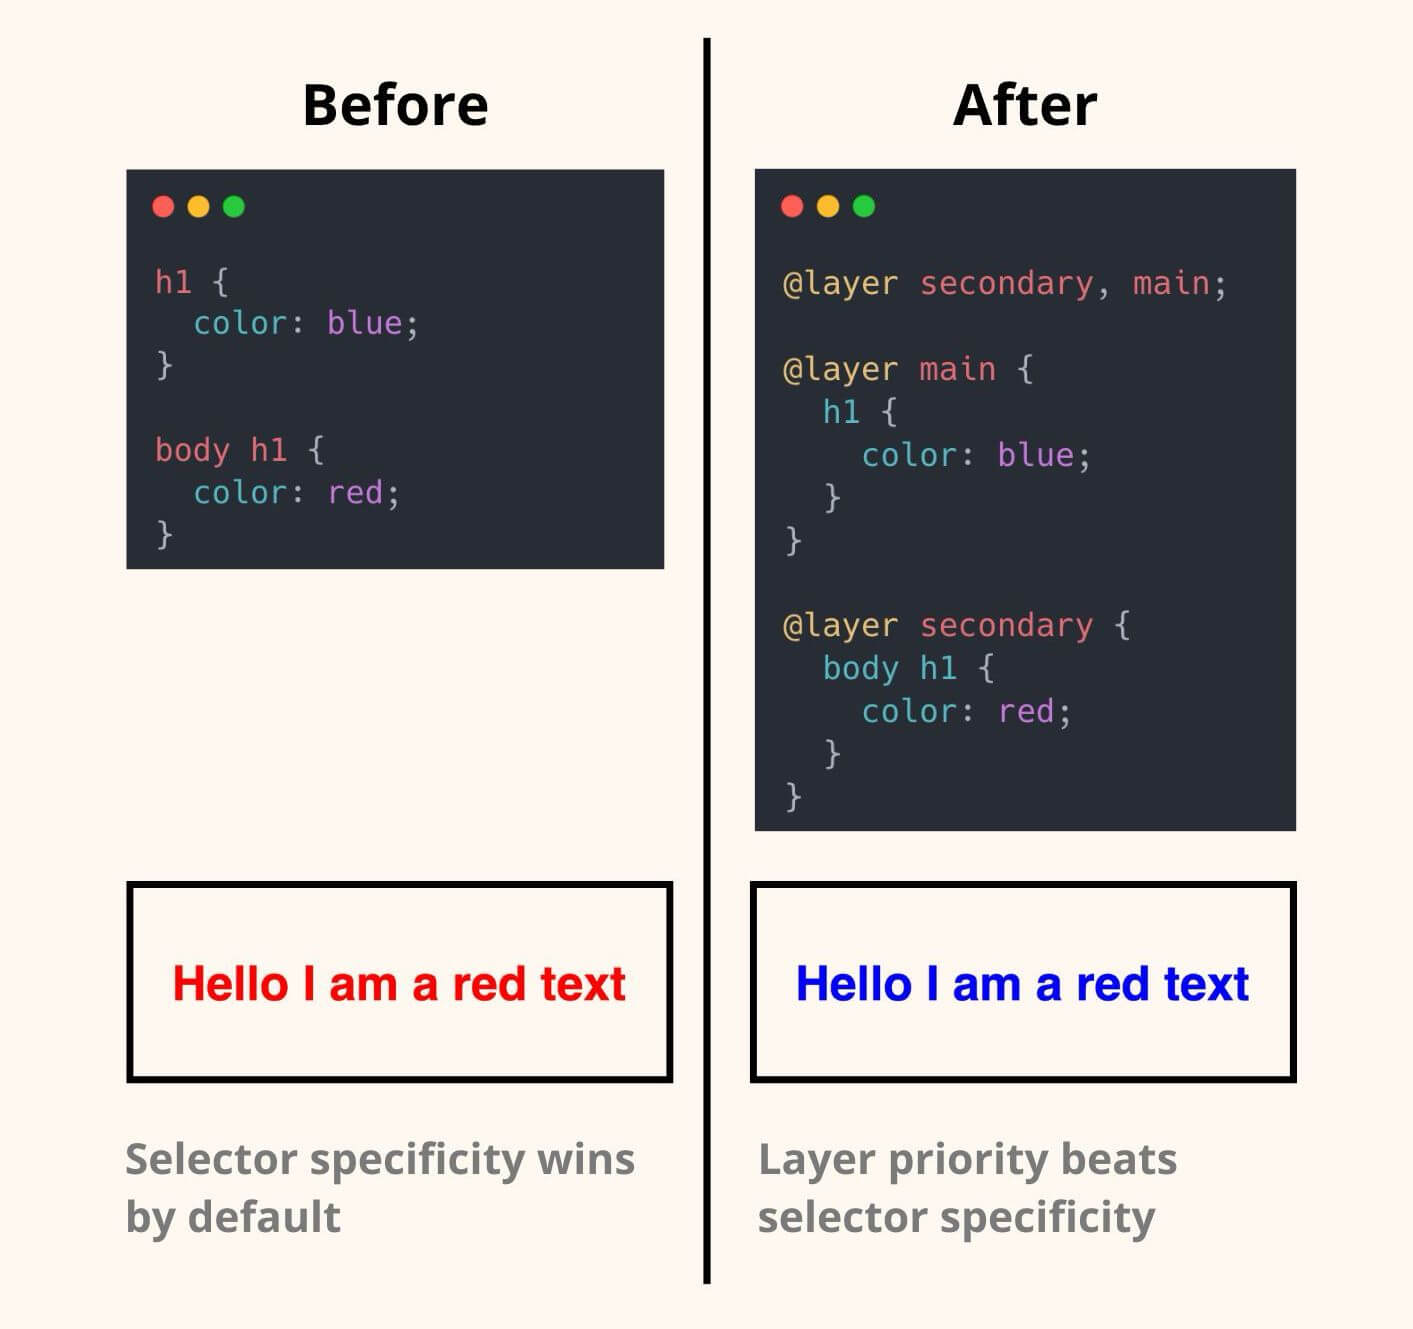 Before
h1 {
  color: blue;
}
body h1 {
  color: red;
}
Hello I am a red text
Selector specificity wins
by default
After
@layer secondary, main;
@layer main {
  h1 {
    color: blue;
  }
}
@layer secondary {
  body h1 {
    color: red;
  }
}
Hello I am a red text
Layer priority beats
selector specificity